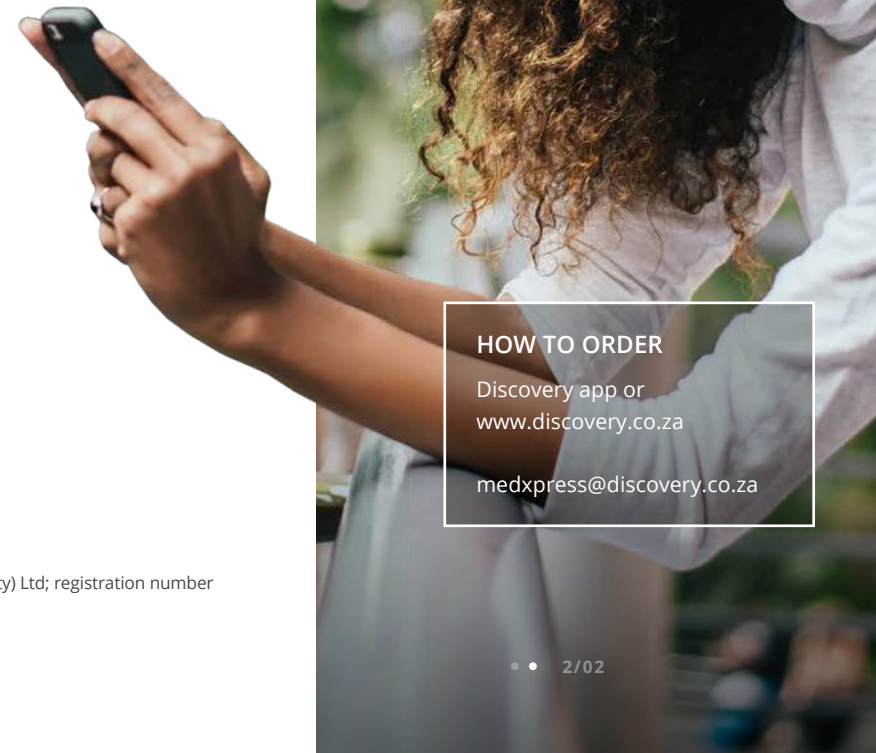 HOW TO ORDER
Discovery app or
www.discovery.co.za
medxpress@discovery.co.za
Ltd; registration number
2/02